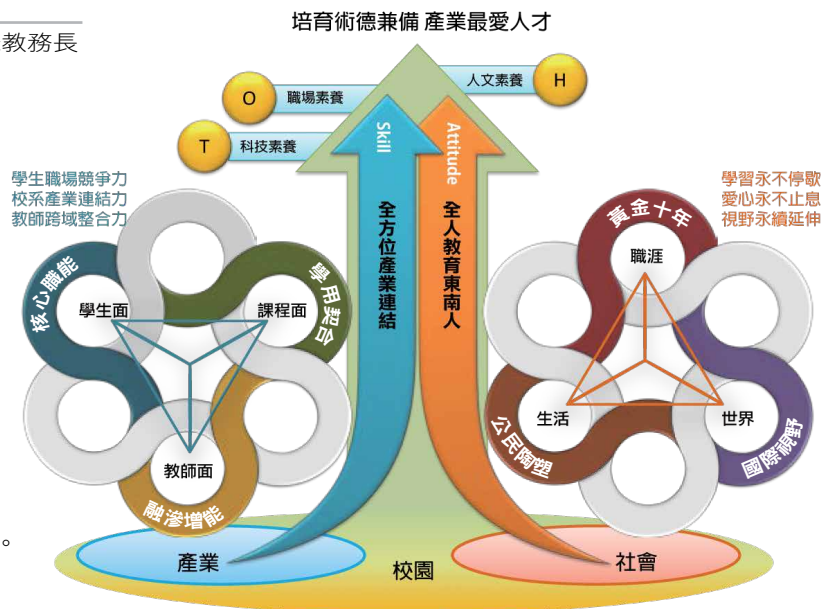 教務長
培育術德兼備 產業最愛人才
O 職場素養
人文素養 H
T 科技素養
Skill
Attitude
全方位產業連結
全人教育東南人
學生職場競爭力
校系產業連結力
教師跨域整合力
核心職能
學用契合
融滲增能
學生面
課程面
教師面
學習永不停歇
愛心永不止息
視野永續延伸
黃金十年
公民陶塑
國際視野
職涯
生活
世界
。
產業
校園
社會